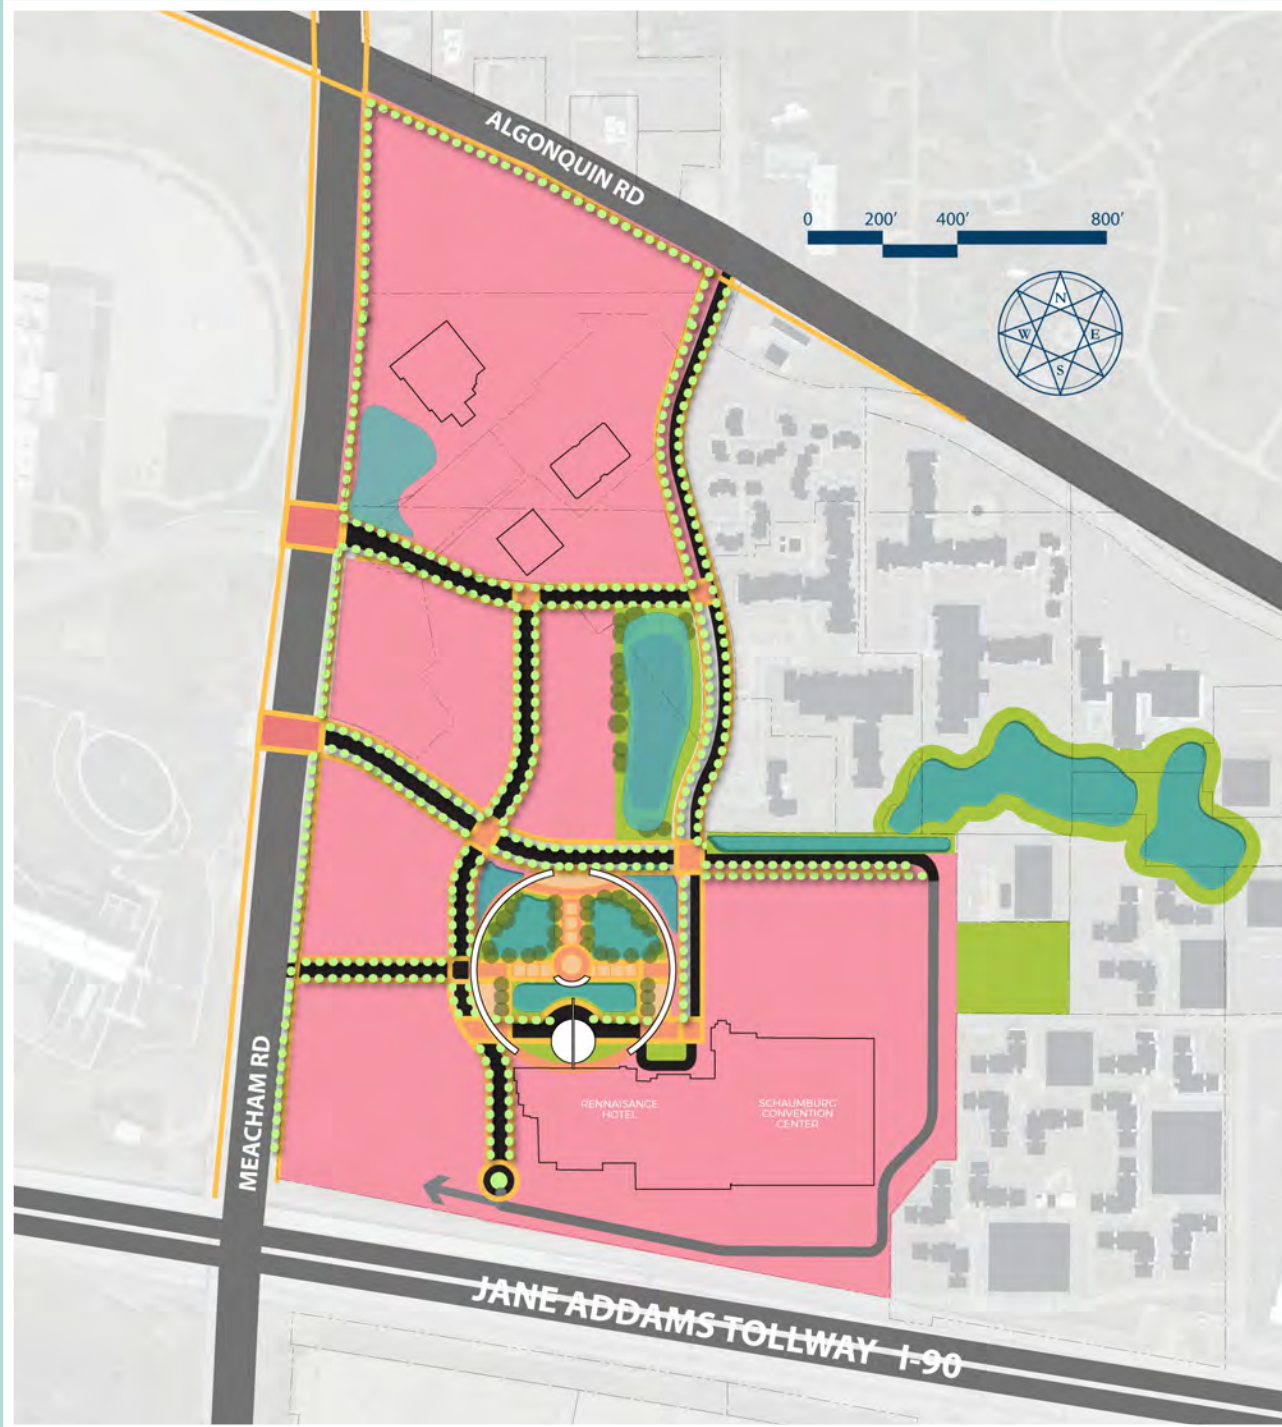 ALGONQUIN RD
0 200' 400' 800'
N
W E
S
MEACHAM RD
RENNAISANCE
HOTEL
SCHAUMBURG
CONVENTION
CENTER
JANE ADDAMS TOLLWAY I-90